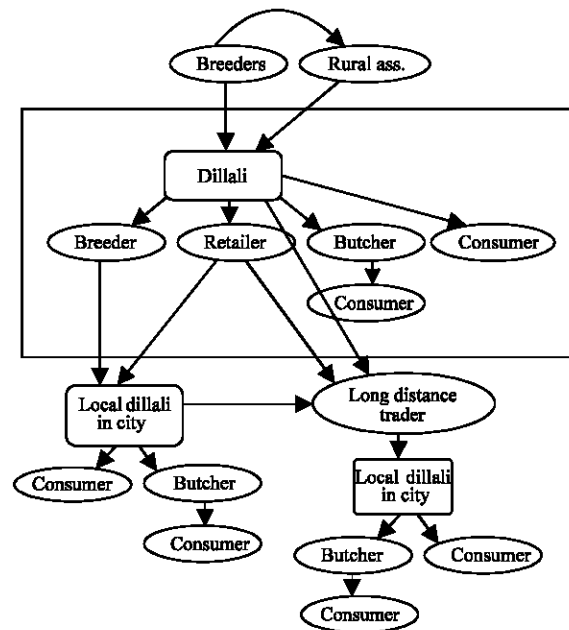 Breeders
Rural ass.
Dillali
Breeder
Retailer
Butcher
Consumer
Consumer
Local dillali
in city
Long distance
trader
Consumer
Butcher
Local dillali
in city
Consumer
Butcher
Consumer
Consumer